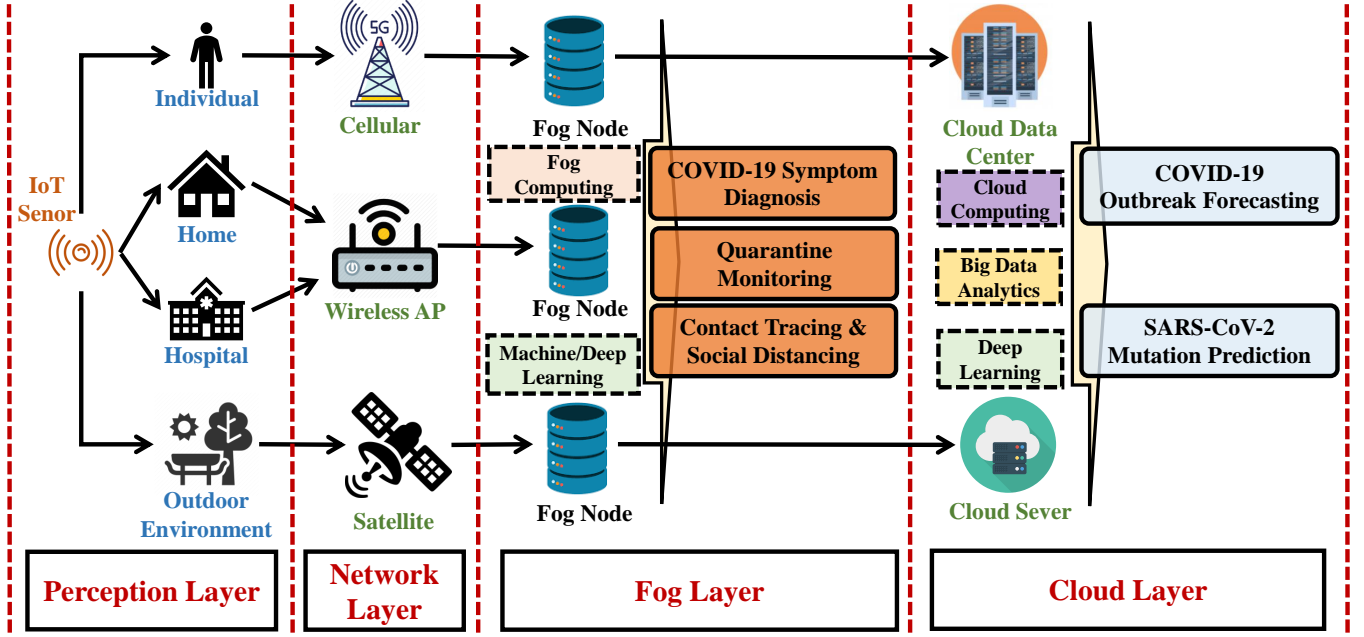 IoT
Senor
Individual
Home
Hospital
Outdoor
Environment
Perception Layer
5G
Cellular
Wireless AP
Satellite
Network
Layer
Fog Node
Fog
Computing
Fog Node
Machine/Deep
Learning
Fog Node
COVID-19 Symptom
Diagnosis
Quarantine
Monitoring
Contact Tracing &
Social Distancing
Fog Layer
Cloud Data
Center
Cloud
Computing
Big Data
Analytics
Deep
Learning
Cloud Sever
COVID-19
Outbreak Forecasting
SARS-CoV-2
Mutation Prediction
Cloud Layer